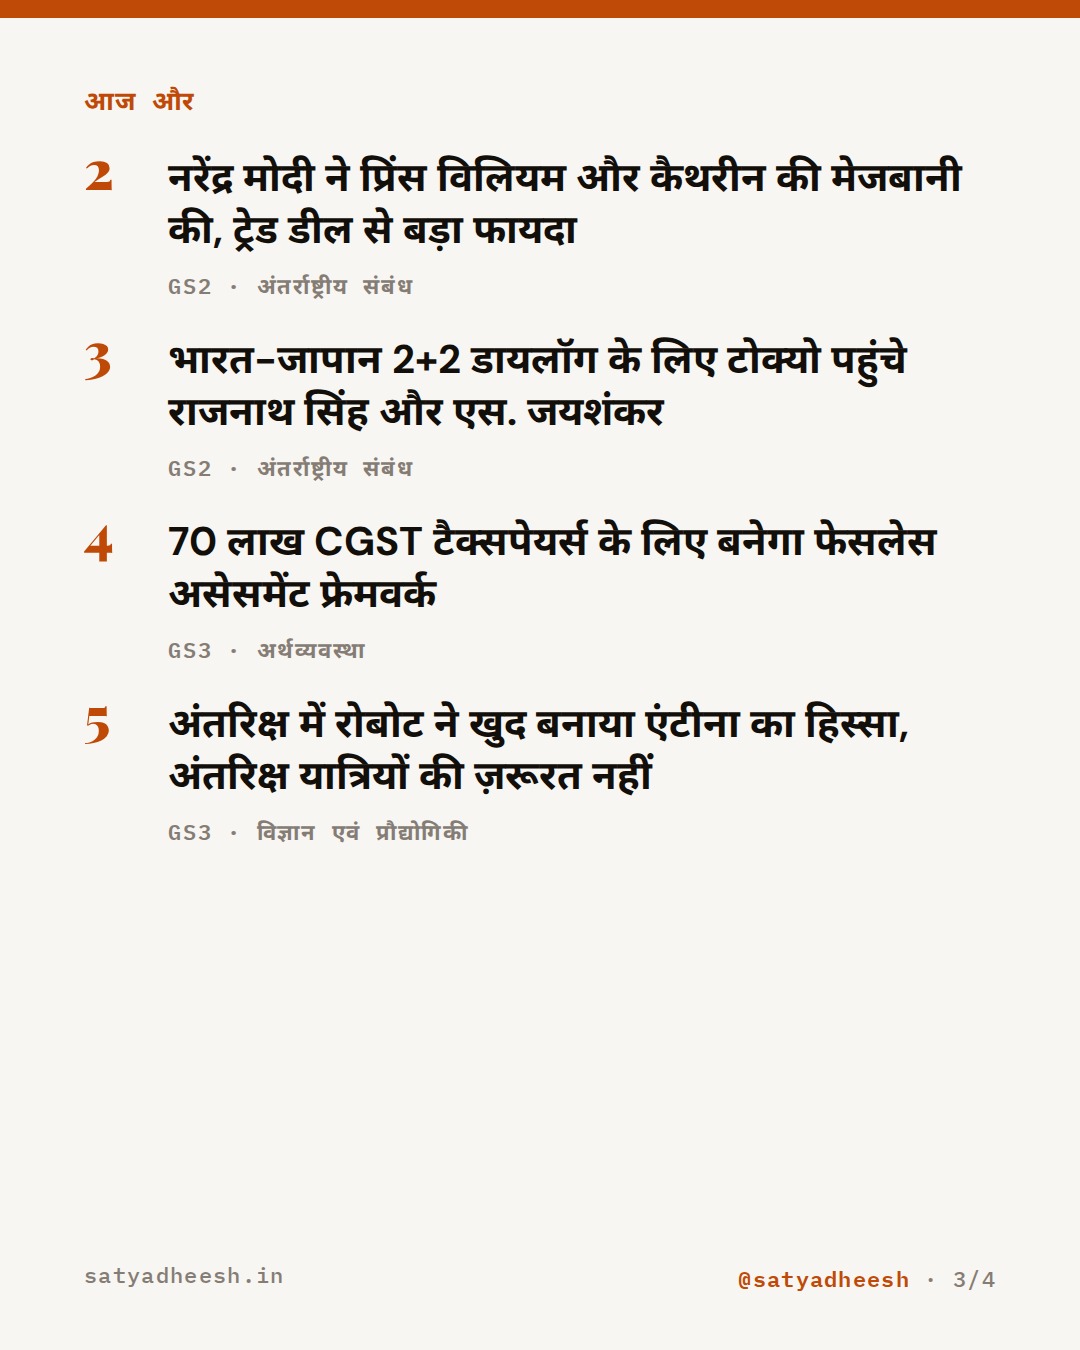 आज और
2 नरेंद्र मोदी ने प्रिंस विलियम और कैथरीन की मेजबानी
की, ट्रेड डील से बड़ा फायदा
GS2 · अंतर्राष्ट्रीय संबंध
3 भारत-जापान 2+2 डायलॉग के लिए टोक्यो पहुंचे
राजनाथ सिंह और एस. जयशंकर
GS2 · अंतर्राष्ट्रीय संबंध
4 70 लाख CGST टैक्सपेयर्स के लिए बनेगा फेसलेस
असेसमेंट फ्रेमवर्क
GS3 · अर्थव्यवस्था
5 अंतरिक्ष में रोबोट ने खुद बनाया एंटीना का हिस्सा,
अंतरिक्ष यात्रियों की ज़रूरत नहीं
GS3 · विज्ञान एवं प्रौद्योगिकी
satyadheesh.in
@satyadheesh · 3/4